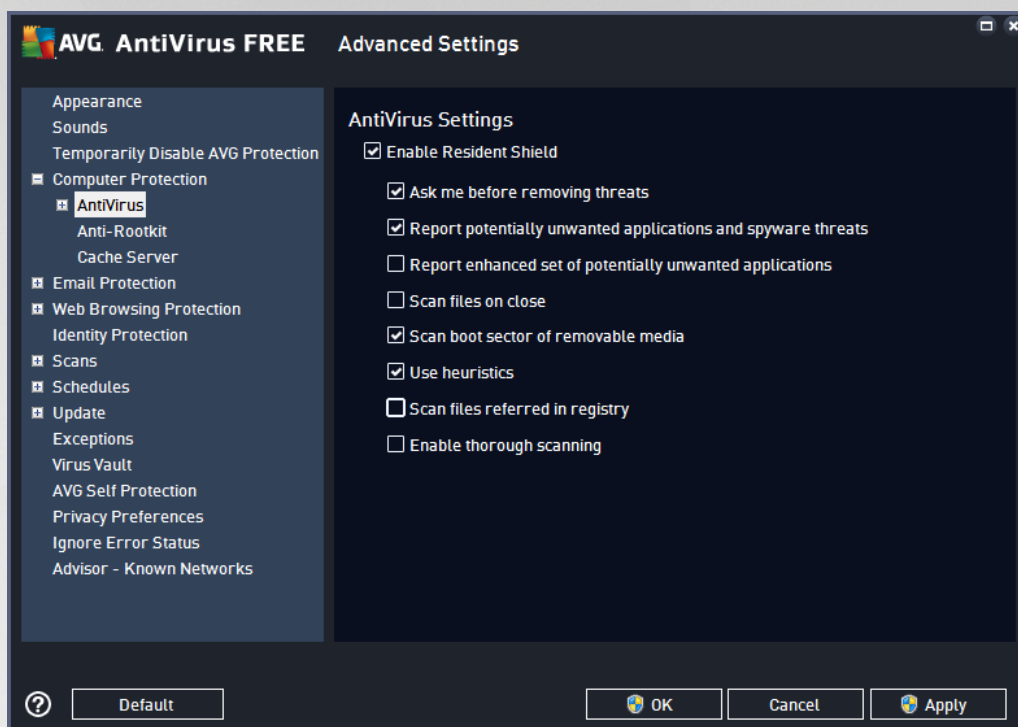 AVG. AntiVirus FREE Advanced Settings
Appearance
Sounds
Temporarily Disable AVG Protection
Computer Protection
AntiVirus
Anti-Rootkit
Cache Server
Email Protection
Web Browsing Protection
Identity Protection
Scans
Schedules
Update
Exceptions
Virus Vault
AVG Self Protection
Privacy Preferences
Ignore Error Status
Advisor - Known Networks
AntiVirus Settings
Enable Resident Shield
Ask me before removing threats
Report potentially unwanted applications and spyware threats
Report enhanced set of potentially unwanted applications
Scan files on close
Scan boot sector of removable media
Use heuristics
Scan files referred in registry
Enable thorough scanning
? Default OK Cancel Apply